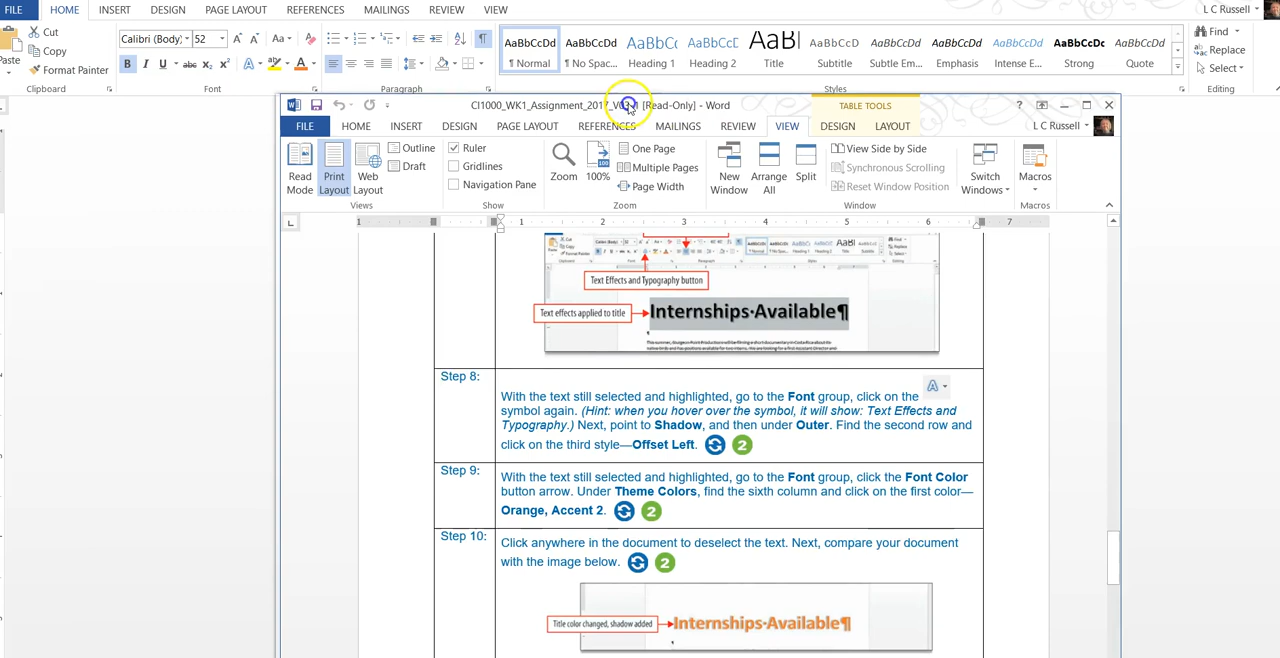 FILE HOME INSERT DESIGN PAGE LAYOUT REFERENCES MAILINGS REVIEW VIEW L C Russell
Cut
Copy
Paste
Format Painter
Clipboard
Calibri (Body) 52
Font
Paragraph
AaBbCcDd AaBbCcDd AaBbCc AaBbCcD AaBl AaBbCcD AaBbCcDd AaBbCcDd AaBbCcDd AaBbCcDc AaBbCcDd
¶ Normal ¶ No Spac... Heading 1 Heading 2 Title Subtitle Subtle Em... Emphasis Intense E... Strong Quote
Styles
Find
Replace
Select
Editing
[Read-Only] - Word
TABLE TOOLS
FILE HOME INSERT DESIGN PAGE LAYOUT REFERENCES MAILINGS REVIEW VIEW DESIGN LAYOUT L C Russell
Read Mode
Print Layout
Web Layout
Outline
Draft
Views
Ruler
Gridlines
Navigation Pane
Show
Zoom
100%
One Page
Multiple Pages
Page Width
Zoom
New Window
Arrange All
Split
View Side by Side
Synchronous Scrolling
Reset Window Position
Window
Switch Windows
Macros
Macros
1 1 2 3 4 5 6 7
Text Effects and Typography button
Text effects applied to title
Internships·Available¶
Step 8:
With the text still selected and highlighted, go to the Font group, click on the A
symbol again. (Hint: when you hover over the symbol, it will show: Text Effects and
Typography.) Next, point to Shadow, and then under Outer. Find the second row and
click on the third style—Offset Left. 2
Step 9:
With the text still selected and highlighted, go to the Font group, click the Font Color
button arrow. Under Theme Colors, find the sixth column and click on the first color—
Orange, Accent 2. 2
Step 10:
Click anywhere in the document to deselect the text. Next, compare your document
with the image below. 2
Title color changed, shadow added
Internships·Available¶